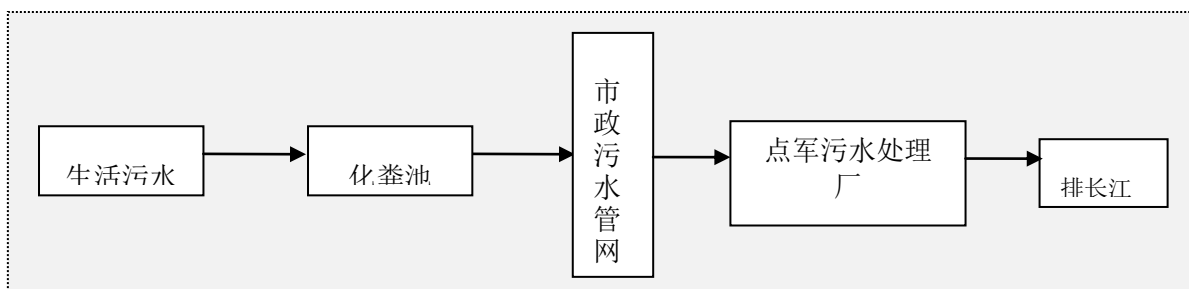 生活污水
化粪池
市政污水管网
点军污水处理
厂
排长江